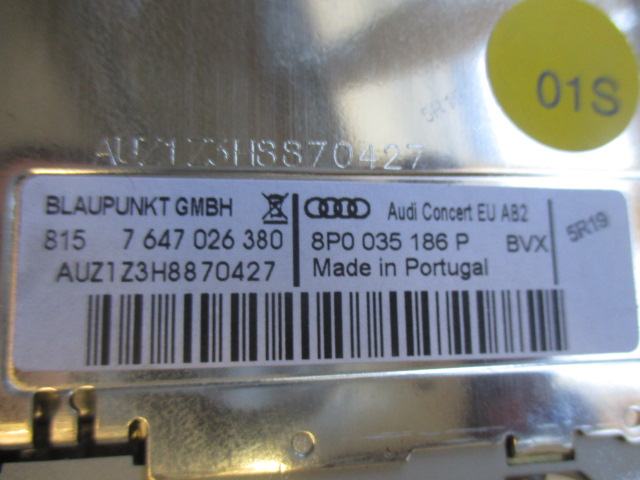 01S
5R19
AUZ1Z3H8870427
BLAUPUNKT GMBH
815 7 647 026 380
AUZ1Z3H8870427
Audi Concert EU AB2
8P0 035 186 P BVX
Made in Portugal
5R19